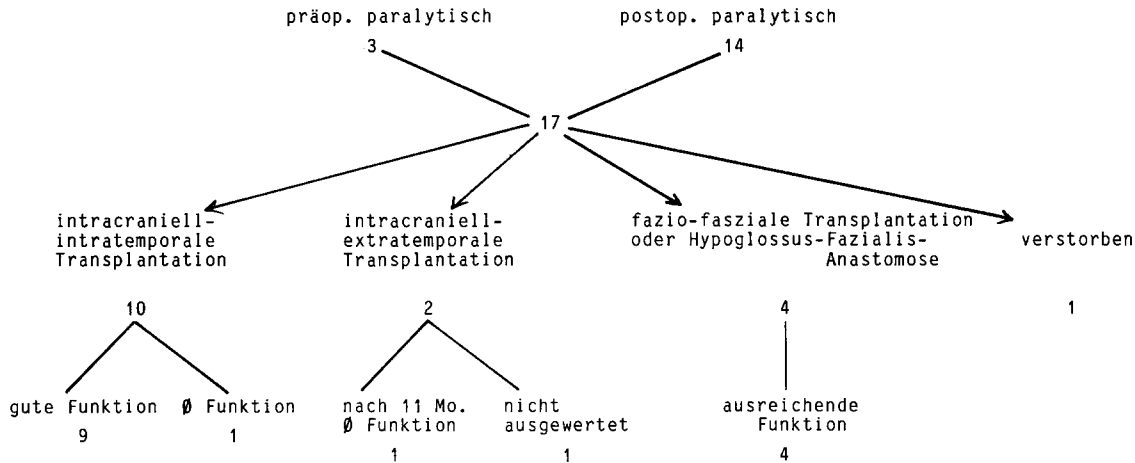 präop. paralytisch postop. paralytisch
3 14
17
intracraniell-
intratemporale
Transplantation
10
intracraniell-
extratemporale
Transplantation
2
fazio-fasziale Transplantation
oder Hypoglossus-Fazialis-
Anastomose
4
verstorben
1
gute Funktion
9
Ø Funktion
1
nach 11 Mo.
Ø Funktion
1
nicht
ausgewertet
1
ausreichende
Funktion
4